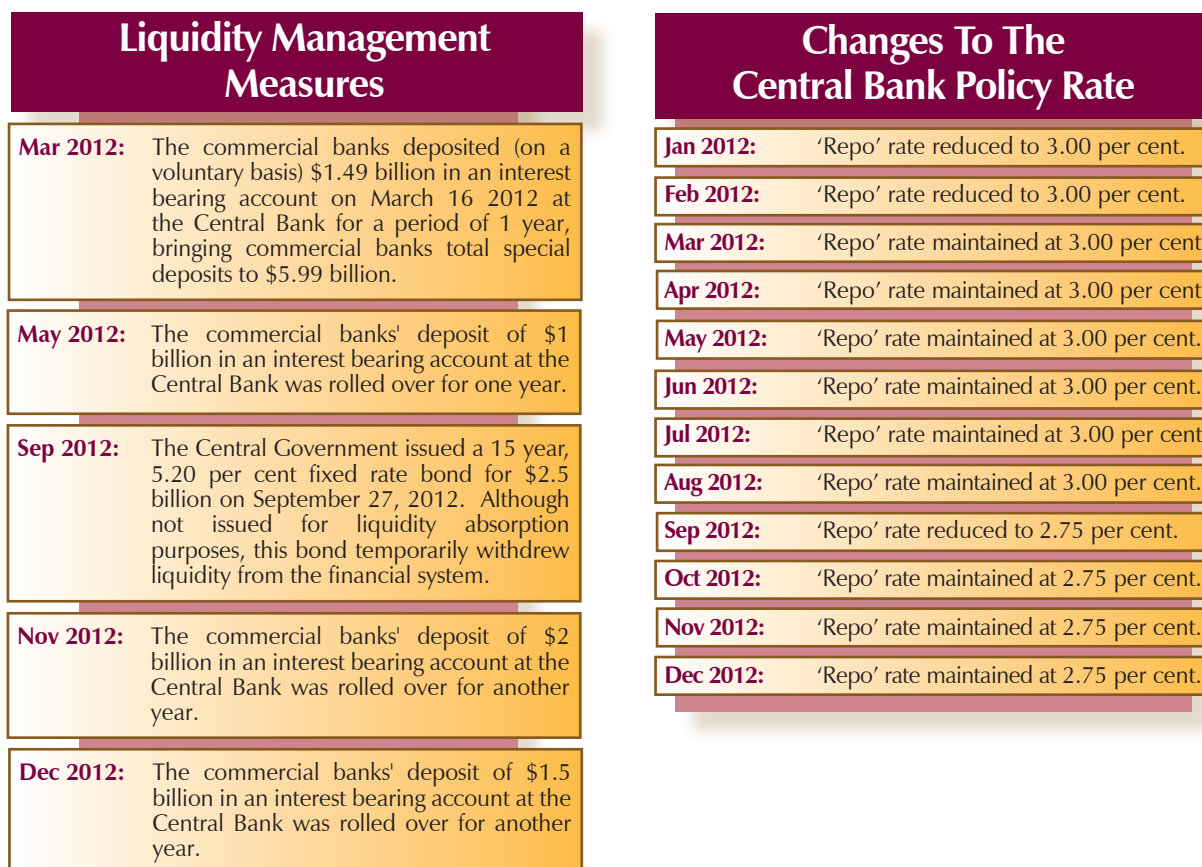 Liquidity Management
Measures
Mar 2012: The commercial banks deposited (on a
voluntary basis) $1.49 billion in an interest
bearing account on March 16 2012 at
the Central Bank for a period of 1 year,
bringing commercial banks total special
deposits to $5.99 billion.
May 2012: The commercial banks' deposit of $1
billion in an interest bearing account at the
Central Bank was rolled over for one year.
Sep 2012: The Central Government issued a 15 year,
5.20 per cent fixed rate bond for $2.5
billion on September 27, 2012. Although
not issued for liquidity absorption
purposes, this bond temporarily withdrew
liquidity from the financial system.
Nov 2012: The commercial banks' deposit of $2
billion in an interest bearing account at the
Central Bank was rolled over for another
year.
Dec 2012: The commercial banks' deposit of $1.5
billion in an interest bearing account at the
Central Bank was rolled over for another
year.
Changes To The
Central Bank Policy Rate
Jan 2012: ‘Repo’ rate reduced to 3.00 per cent.
Feb 2012: ‘Repo’ rate reduced to 3.00 per cent.
Mar 2012: ‘Repo’ rate maintained at 3.00 per cent
Apr 2012: ‘Repo’ rate maintained at 3.00 per cent
May 2012: ‘Repo’ rate maintained at 3.00 per cent.
Jun 2012: ‘Repo’ rate maintained at 3.00 per cent.
Jul 2012: ‘Repo’ rate maintained at 3.00 per cent
Aug 2012: ‘Repo’ rate maintained at 3.00 per cent.
Sep 2012: ‘Repo’ rate reduced to 2.75 per cent.
Oct 2012: ‘Repo’ rate maintained at 2.75 per cent.
Nov 2012: ‘Repo’ rate maintained at 2.75 per cent.
Dec 2012: ‘Repo’ rate maintained at 2.75 per cent.